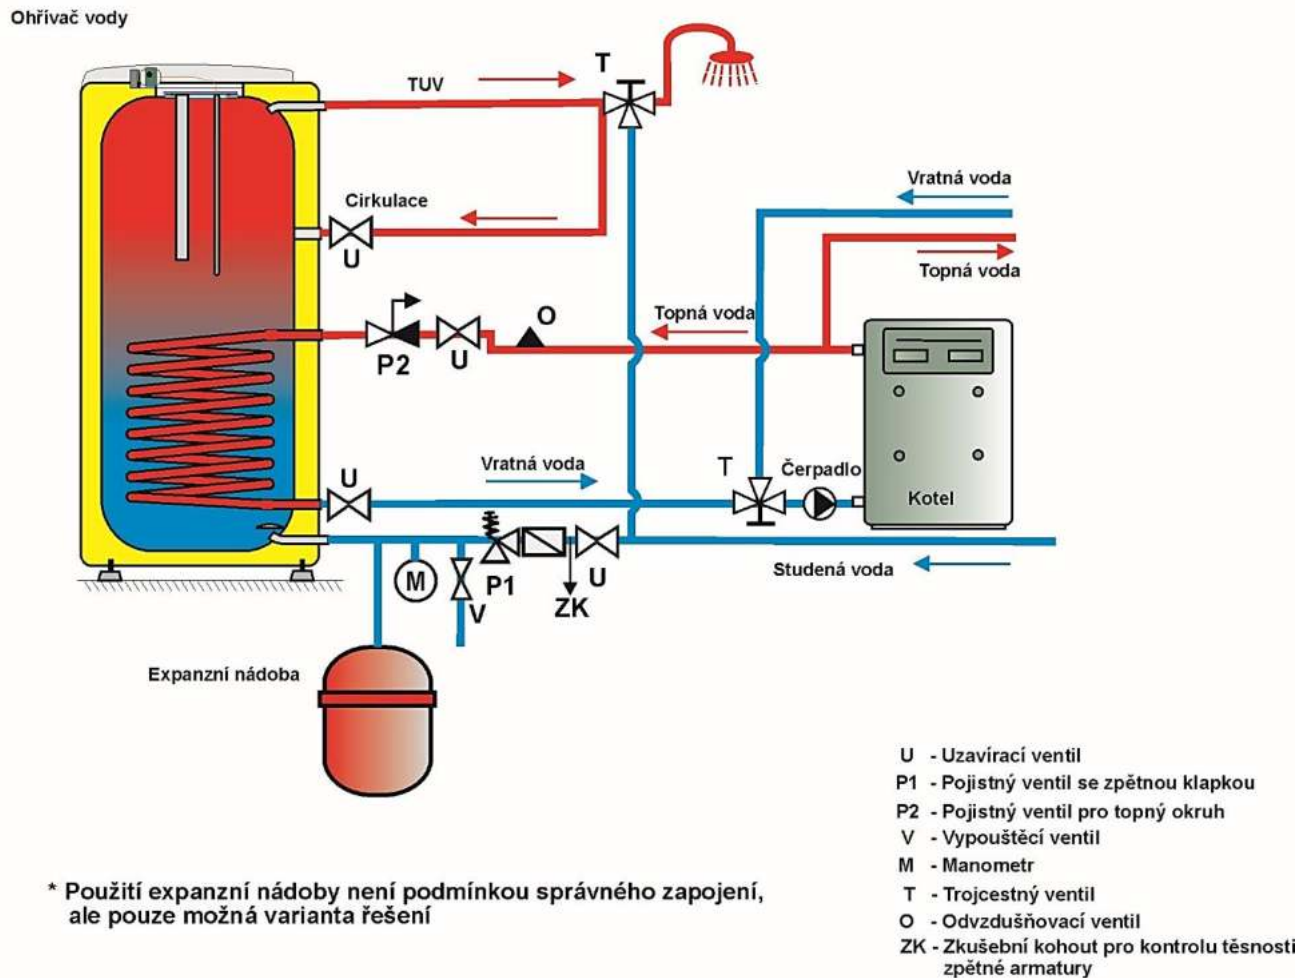 Ohřívač vody
TUV
T
Cirkulace
U
Vratná voda
Topná voda
Topná voda
O
P2
U
U
Vratná voda
T
Čerpadlo
Kotel
M
V
P1
ZK
U
Studená voda
Expanzní nádoba
U - Uzavírací ventil
P1 - Pojistný ventil se zpětnou klapkou
P2 - Pojistný ventil pro topný okruh
V - Vypouštěcí ventil
M - Manometr
T - Trojcestný ventil
O - Odvzdušňovací ventil
ZK - Zkušební kohout pro kontrolu těsnosti
zpětné armatury
* Použití expanzní nádoby není podmínkou správného zapojení,
ale pouze možná varianta řešení